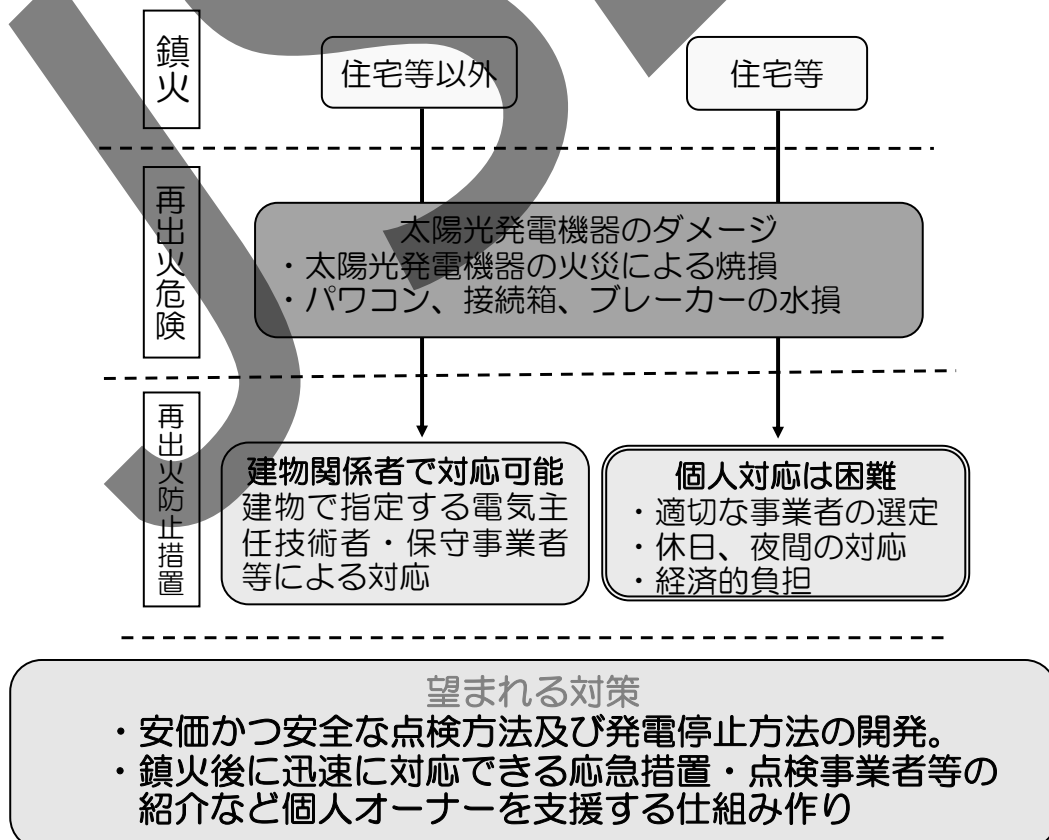 鎮火
住宅等以外
住宅等
再出火危険
太陽光発電機器のダメージ
・太陽光発電機器の火災による焼損
・パワコン、接続箱、ブレーカーの水損
再出火防止措置
建物関係者で対応可能
建物で指定する電気主
任技術者・保守事業者
等による対応
個人対応は困難
・適切な事業者の選定
・休日、夜間の対応
・経済的負担
望まれる対策
・安価かつ安全な点検方法及び発電停止方法の開発。
・鎮火後に迅速に対応できる応急措置・点検事業者等の
紹介など個人オーナーを支援する仕組み作り